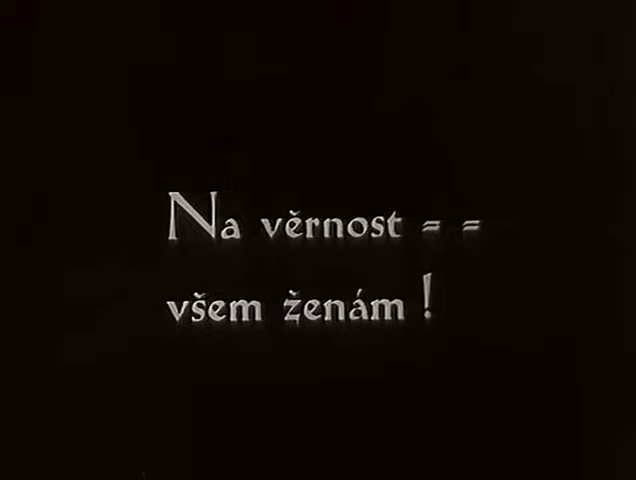 Na věrnost = =
všem ženám !